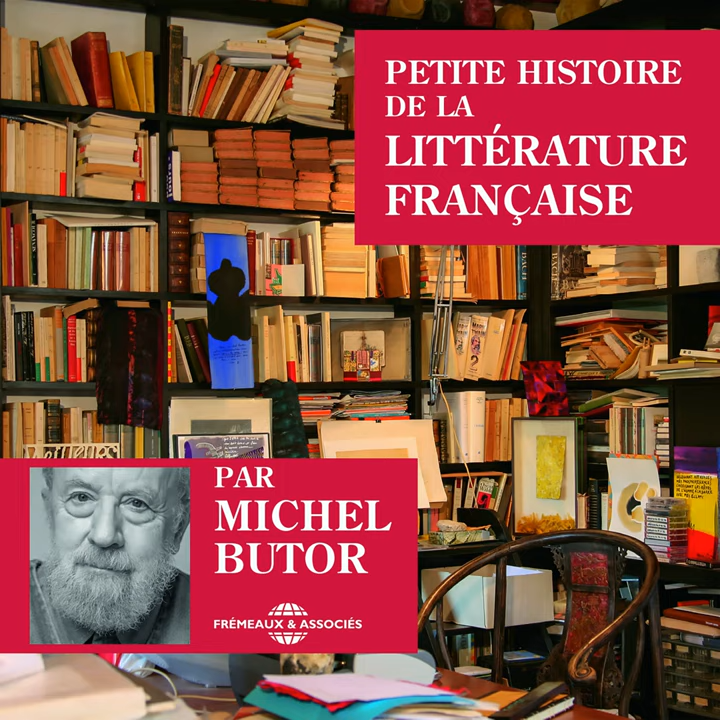 PETITE HISTOIRE
DE LA
LITTÉRATURE
FRANÇAISE
PAR
MICHEL
BUTOR
FRÉMEAUX & ASSOCIÉS